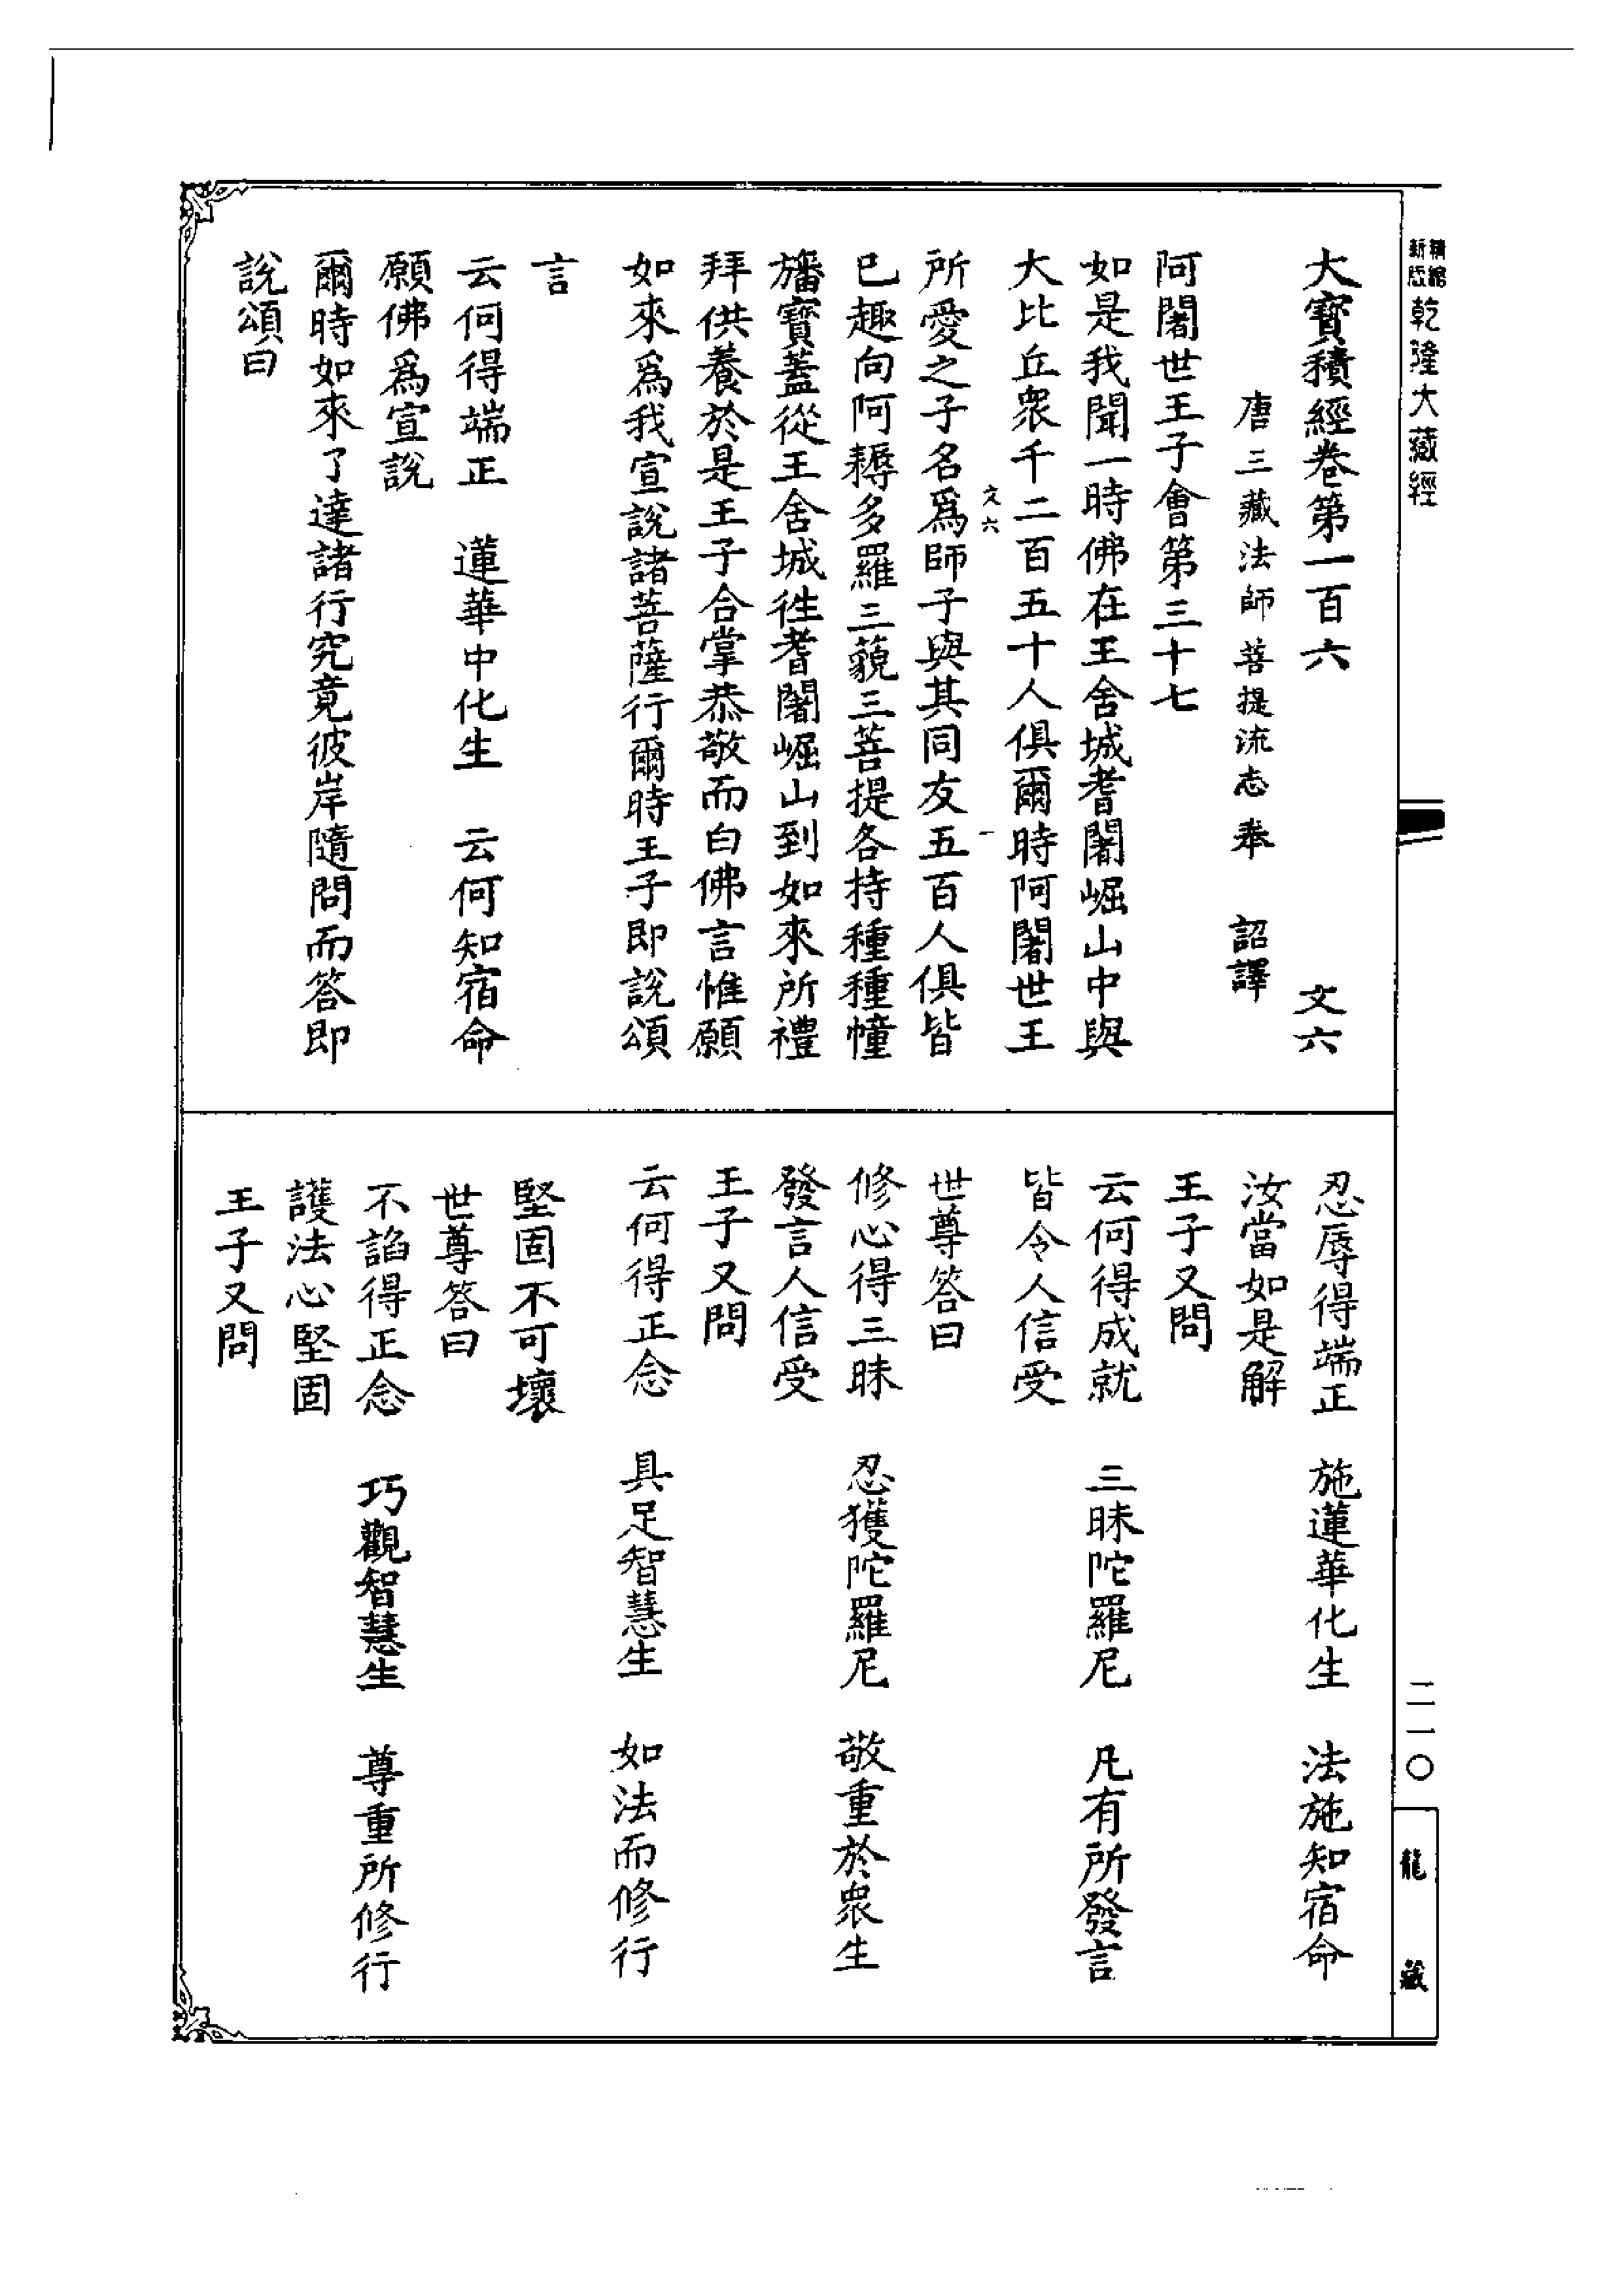 精縮新版乾隆大藏經
大寶積經卷第一百六 文六
唐三藏法師菩提流志奉 詔譯
阿闍世王子會第三十七
如是我聞一時佛在王舍城耆闍崛山中與
大比丘衆千二百五十人俱爾時阿闍世王
文六 一
所愛之子名爲師子與其同友五百人俱皆
已趣向阿耨多羅三藐三菩提各持種種幢
旛寶蓋從王舍城往耆闍崛山到如來所禮
拜供養於是王子合掌恭敬而白佛言惟願
如來爲我宣說諸菩薩行爾時王子即說頌
言
云何得端正 蓮華中化生 云何知宿命
願佛爲宣說
爾時如來了達諸行究竟彼岸隨問而答即
說頌曰
忍辱得端正 施蓮華化生 法施知宿命
汝當如是解
王子又問
云何得成就 三昧陀羅尼 凡有所發言
皆令人信受
世尊答曰
修心得三昧 忍獲陀羅尼 敬重於衆生
發言人信受
王子又問
云何得正念 具足智慧生 如法而修行
堅固不可壞
世尊答曰
不諂得正念 巧觀智慧生 尊重所修行
護法心堅固
王子又問
二一〇
龍藏